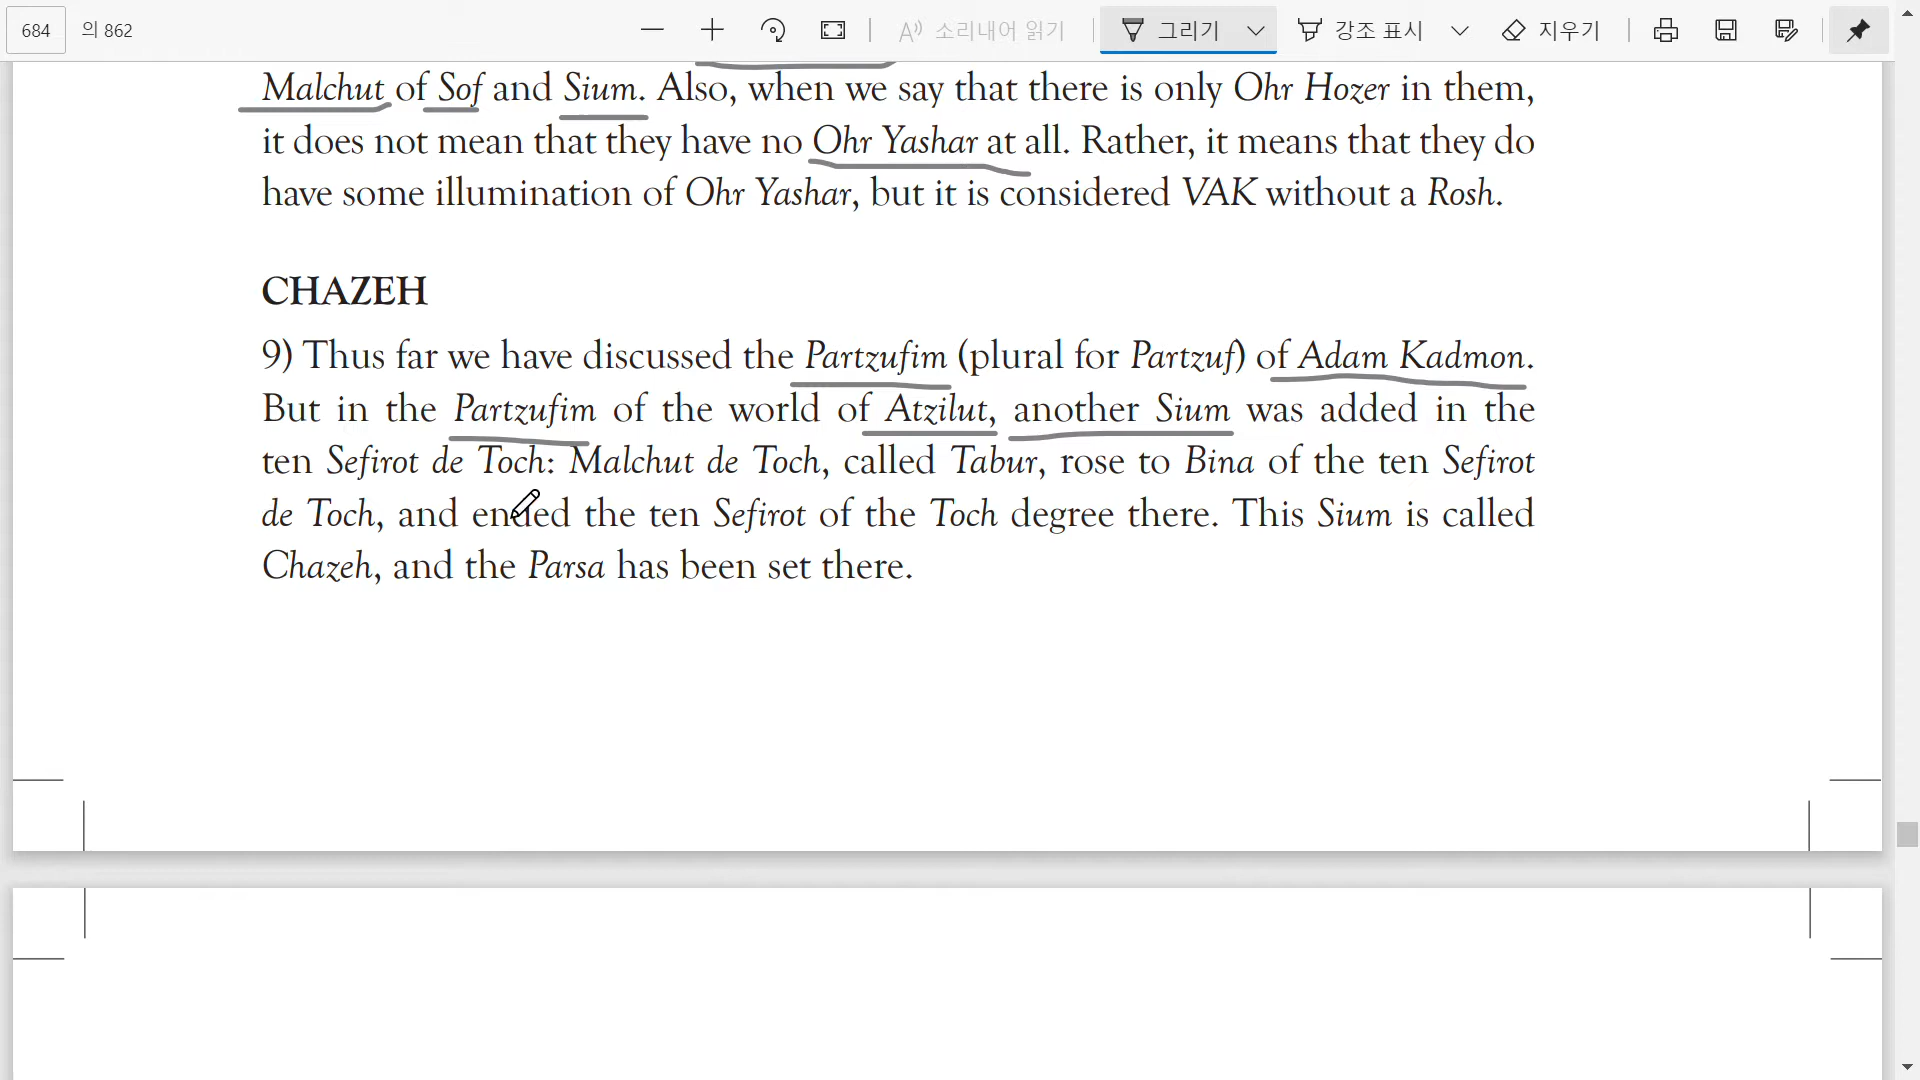 684 의 862 소리내어 읽기 그리기 강조 표시 지우기
Malchut of Sof and Sium. Also, when we say that there is only Ohr Hozer in them,
it does not mean that they have no Ohr Yashar at all. Rather, it means that they do
have some illumination of Ohr Yashar, but it is considered VAK without a Rosh.
CHAZEH
9) Thus far we have discussed the Partzufim (plural for Partzuf) of Adam Kadmon.
But in the Partzufim of the world of Atzilut, another Sium was added in the
ten Sefirot de Toch: Malchut de Toch, called Tabur, rose to Bina of the ten Sefirot
de Toch, and ended the ten Sefirot of the Toch degree there. This Sium is called
Chazeh, and the Parsa has been set there.